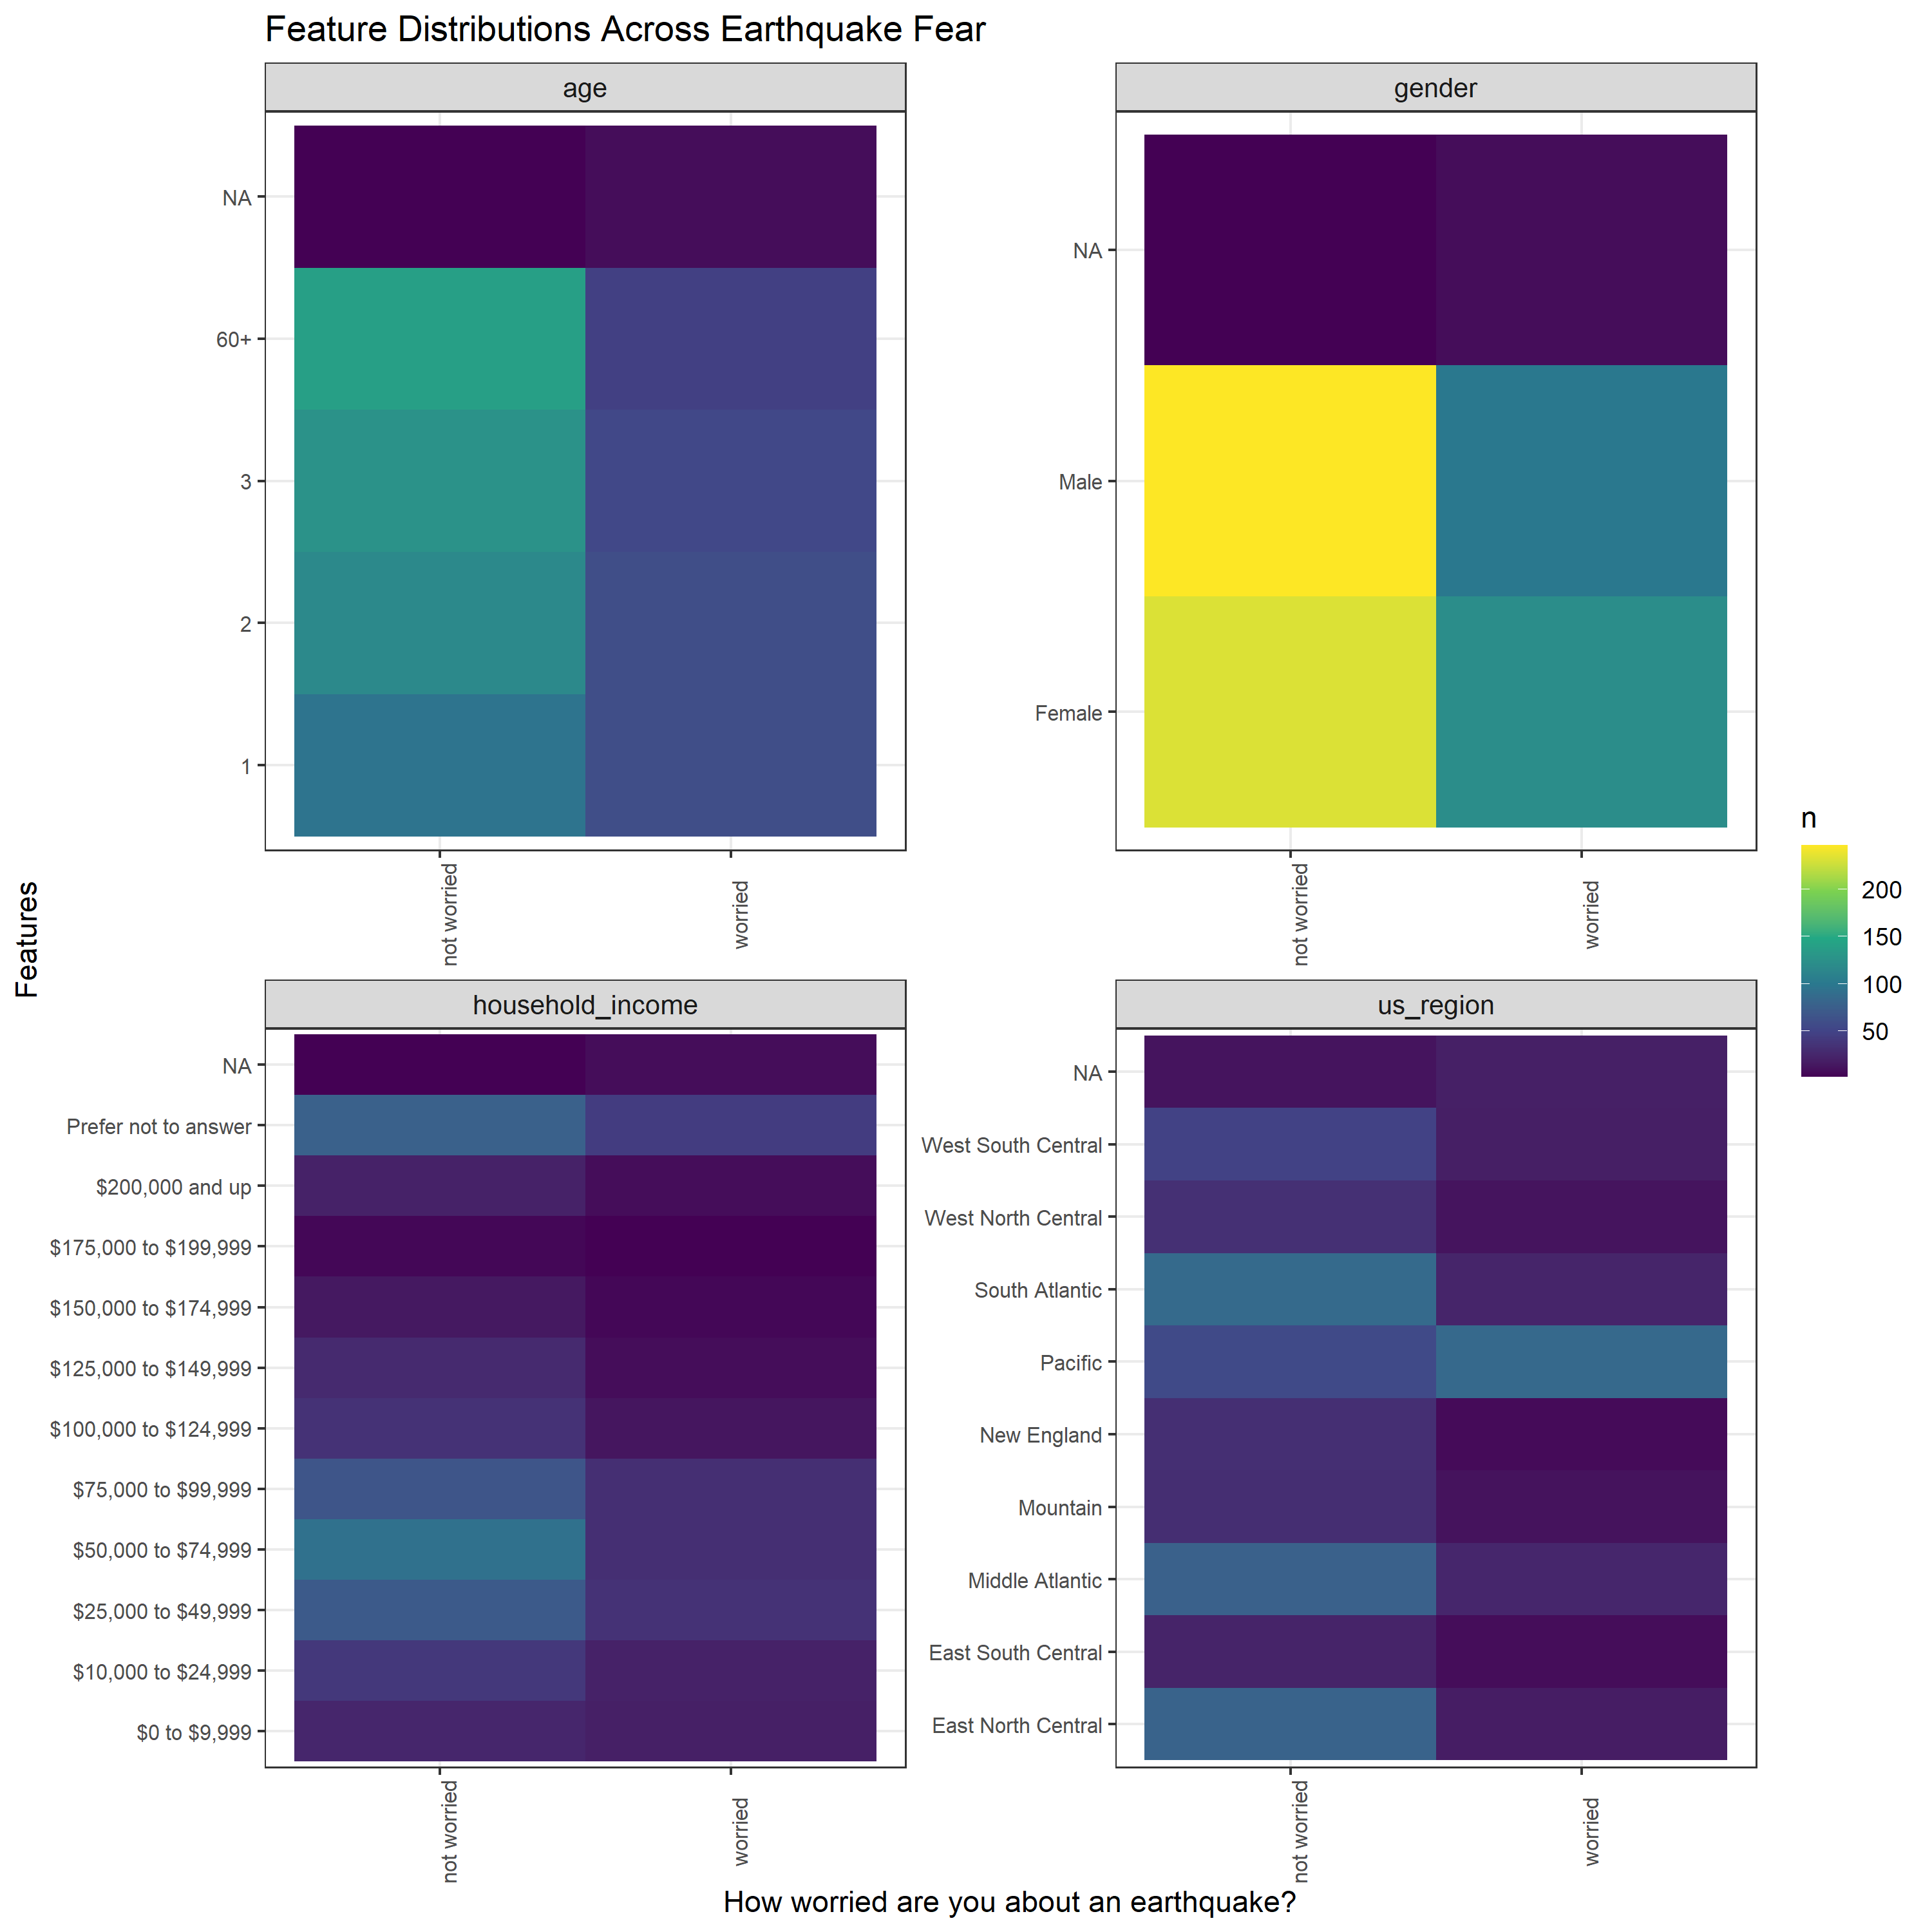 Feature Distributions Across Earthquake Fear
age
NA
60+
3
2
1
not worried
worried
gender
NA
Male
Female
not worried
worried
household_income
NA
Prefer not to answer
$200,000 and up
$175,000 to $199,999
$150,000 to $174,999
$125,000 to $149,999
$100,000 to $124,999
$75,000 to $99,999
$50,000 to $74,999
$25,000 to $49,999
$10,000 to $24,999
$0 to $9,999
not worried
worried
us_region
NA
West South Central
West North Central
South Atlantic
Pacific
New England
Mountain
Middle Atlantic
East South Central
East North Central
not worried
worried
Features
How worried are you about an earthquake?
n
200
150
100
50